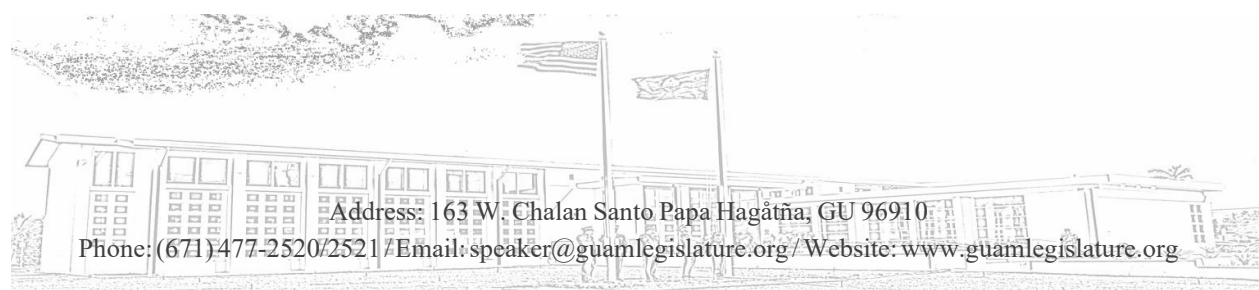 Address: 163 W. Chalan Santo Papa Hagåtña, GU 96910
Phone: (671) 477-2520/2521 / Email: speaker@guamlegislature.org / Website: www.guamlegislature.org